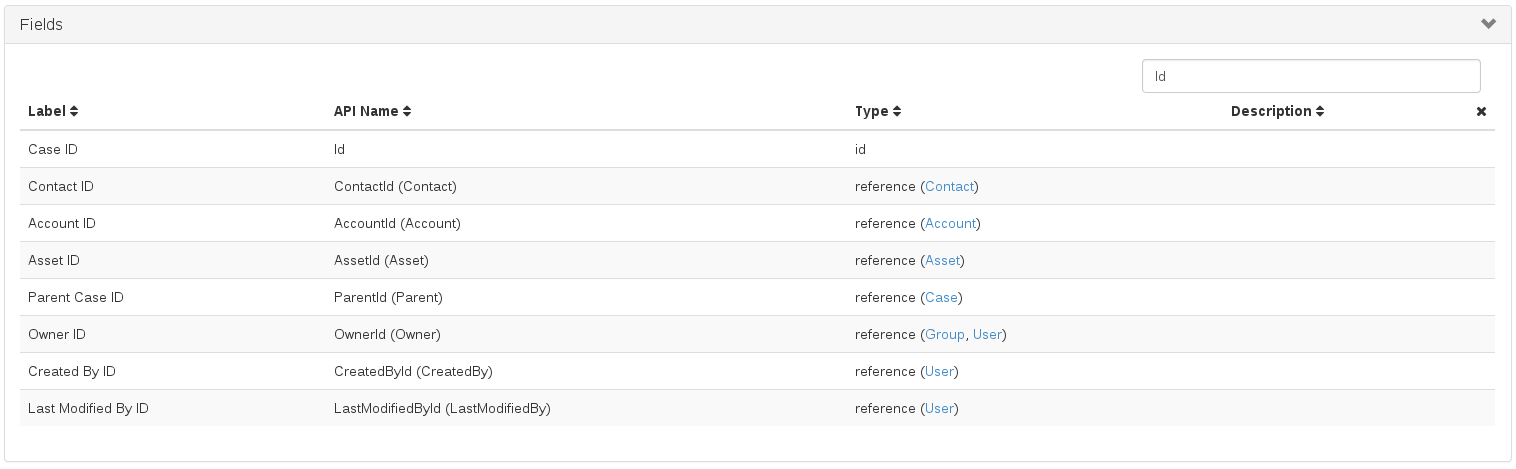 Fields
Id
Label API Name Type Description
Case ID Id id
Contact ID ContactId (Contact) reference (Contact)
Account ID AccountId (Account) reference (Account)
Asset ID AssetId (Asset) reference (Asset)
Parent Case ID ParentId (Parent) reference (Case)
Owner ID OwnerId (Owner) reference (Group, User)
Created By ID CreatedById (CreatedBy) reference (User)
Last Modified By ID LastModifiedById (LastModifiedBy) reference (User)